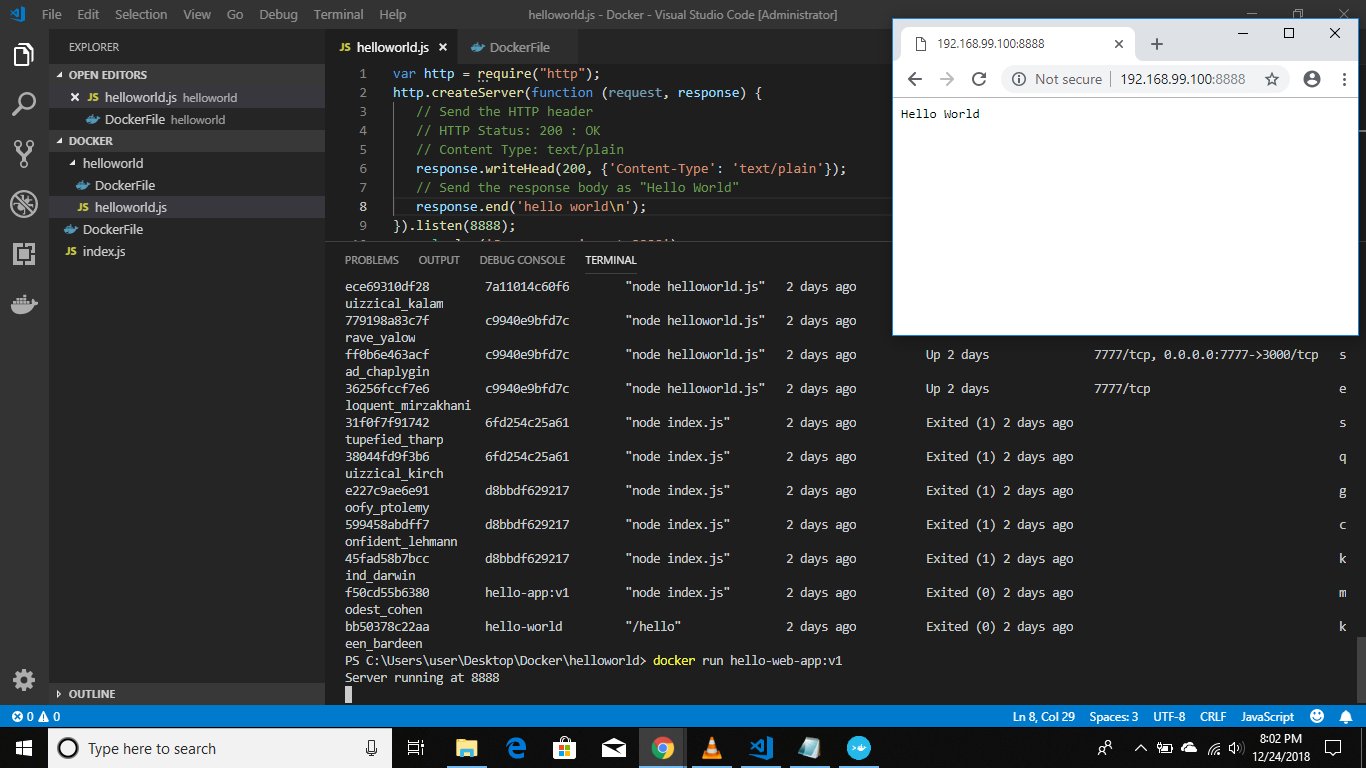 File Edit Selection View Go Debug Terminal Help helloworld.js - Docker - Visual Studio Code [Administrator]
192.168.99.100:8888
Not secure 192.168.99.100:8888
Hello World
EXPLORER
OPEN EDITORS
JS helloworld.js helloworld
DockerFile helloworld
DOCKER
helloworld
DockerFile
JS helloworld.js
DockerFile
JS index.js
OUTLINE
JS helloworld.js DockerFile
1 var http = require("http");
2 http.createServer(function (request, response) {
3 // Send the HTTP header
4 // HTTP Status: 200 : OK
5 // Content Type: text/plain
6 response.writeHead(200, {'Content-Type': 'text/plain'});
7 // Send the response body as "Hello World"
8 response.end('hello world\n');
9 }).listen(8888);
PROBLEMS OUTPUT DEBUG CONSOLE TERMINAL
ece69310df28 7a11014c60f6 "node helloworld.js" 2 days ago
uizzical_kalam
779198a83c7f c9940e9bfd7c "node helloworld.js" 2 days ago
rave_yalow
ff0b6e463acf c9940e9bfd7c "node helloworld.js" 2 days ago Up 2 days 7777/tcp, 0.0.0.0:7777->3000/tcp s
ad_chaplygin
36256fccf7e6 c9940e9bfd7c "node helloworld.js" 2 days ago Up 2 days 7777/tcp e
loquent_mirzakhani
31f0f7f91742 6fd254c25a61 "node index.js" 2 days ago Exited (1) 2 days ago s
tupefied_tharp
38044fd9f3b6 6fd254c25a61 "node index.js" 2 days ago Exited (1) 2 days ago q
uizzical_kirch
e227c9ae6e91 d8bbdf629217 "node index.js" 2 days ago Exited (1) 2 days ago g
oofy_ptolemy
599458abdff7 d8bbdf629217 "node index.js" 2 days ago Exited (1) 2 days ago c
onfident_lehmann
45fad58b7bcc d8bbdf629217 "node index.js" 2 days ago Exited (1) 2 days ago k
ind_darwin
f50cd55b6380 hello-app:v1 "node index.js" 2 days ago Exited (0) 2 days ago m
odest_cohen
bb50378c22aa hello-world "/hello" 2 days ago Exited (0) 2 days ago k
een_bardeen
PS C:\Users\user\Desktop\Docker\helloworld> docker run hello-web-app:v1
Server running at 8888
0 0 Ln 8, Col 29 Spaces: 3 UTF-8 CRLF JavaScript
Type here to search
8:02 PM
12/24/2018